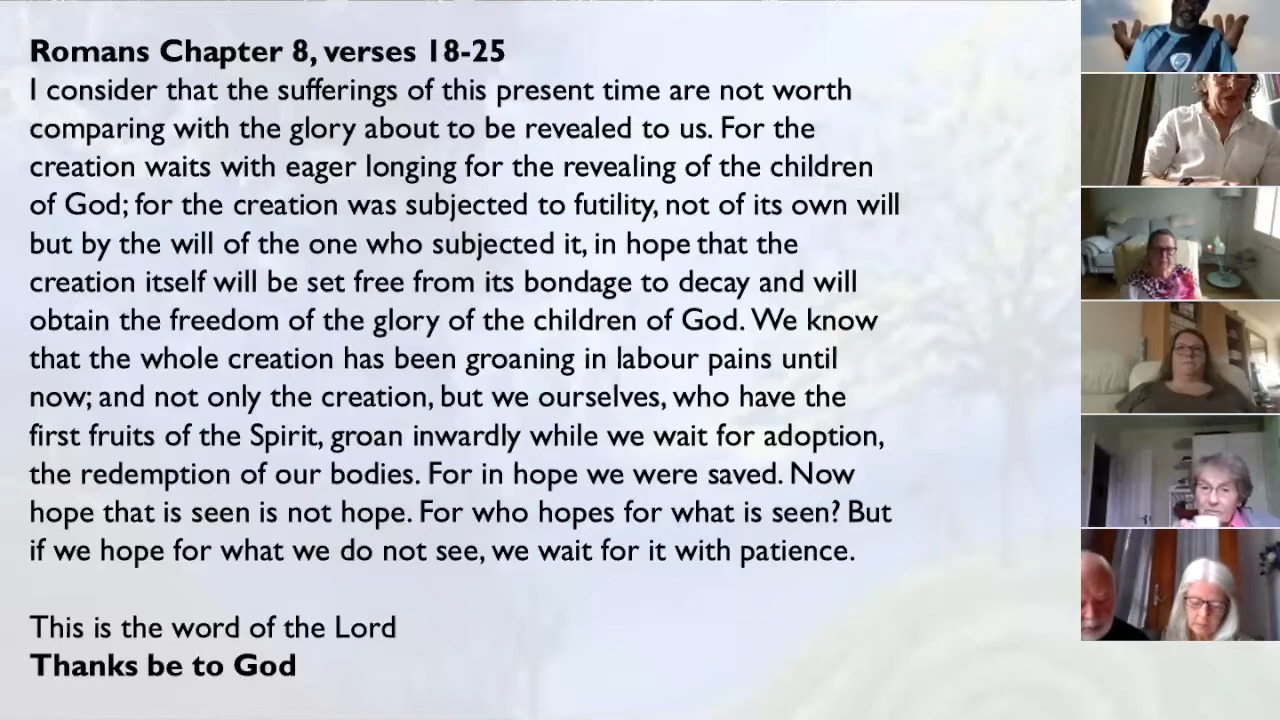 Romans Chapter 8, verses 18-25
I consider that the sufferings of this present time are not worth
comparing with the glory about to be revealed to us. For the
creation waits with eager longing for the revealing of the children
of God; for the creation was subjected to futility, not of its own will
but by the will of the one who subjected it, in hope that the
creation itself will be set free from its bondage to decay and will
obtain the freedom of the glory of the children of God. We know
that the whole creation has been groaning in labour pains until
now; and not only the creation, but we ourselves, who have the
first fruits of the Spirit, groan inwardly while we wait for adoption,
the redemption of our bodies. For in hope we were saved. Now
hope that is seen is not hope. For who hopes for what is seen? But
if we hope for what we do not see, we wait for it with patience.
This is the word of the Lord
Thanks be to God